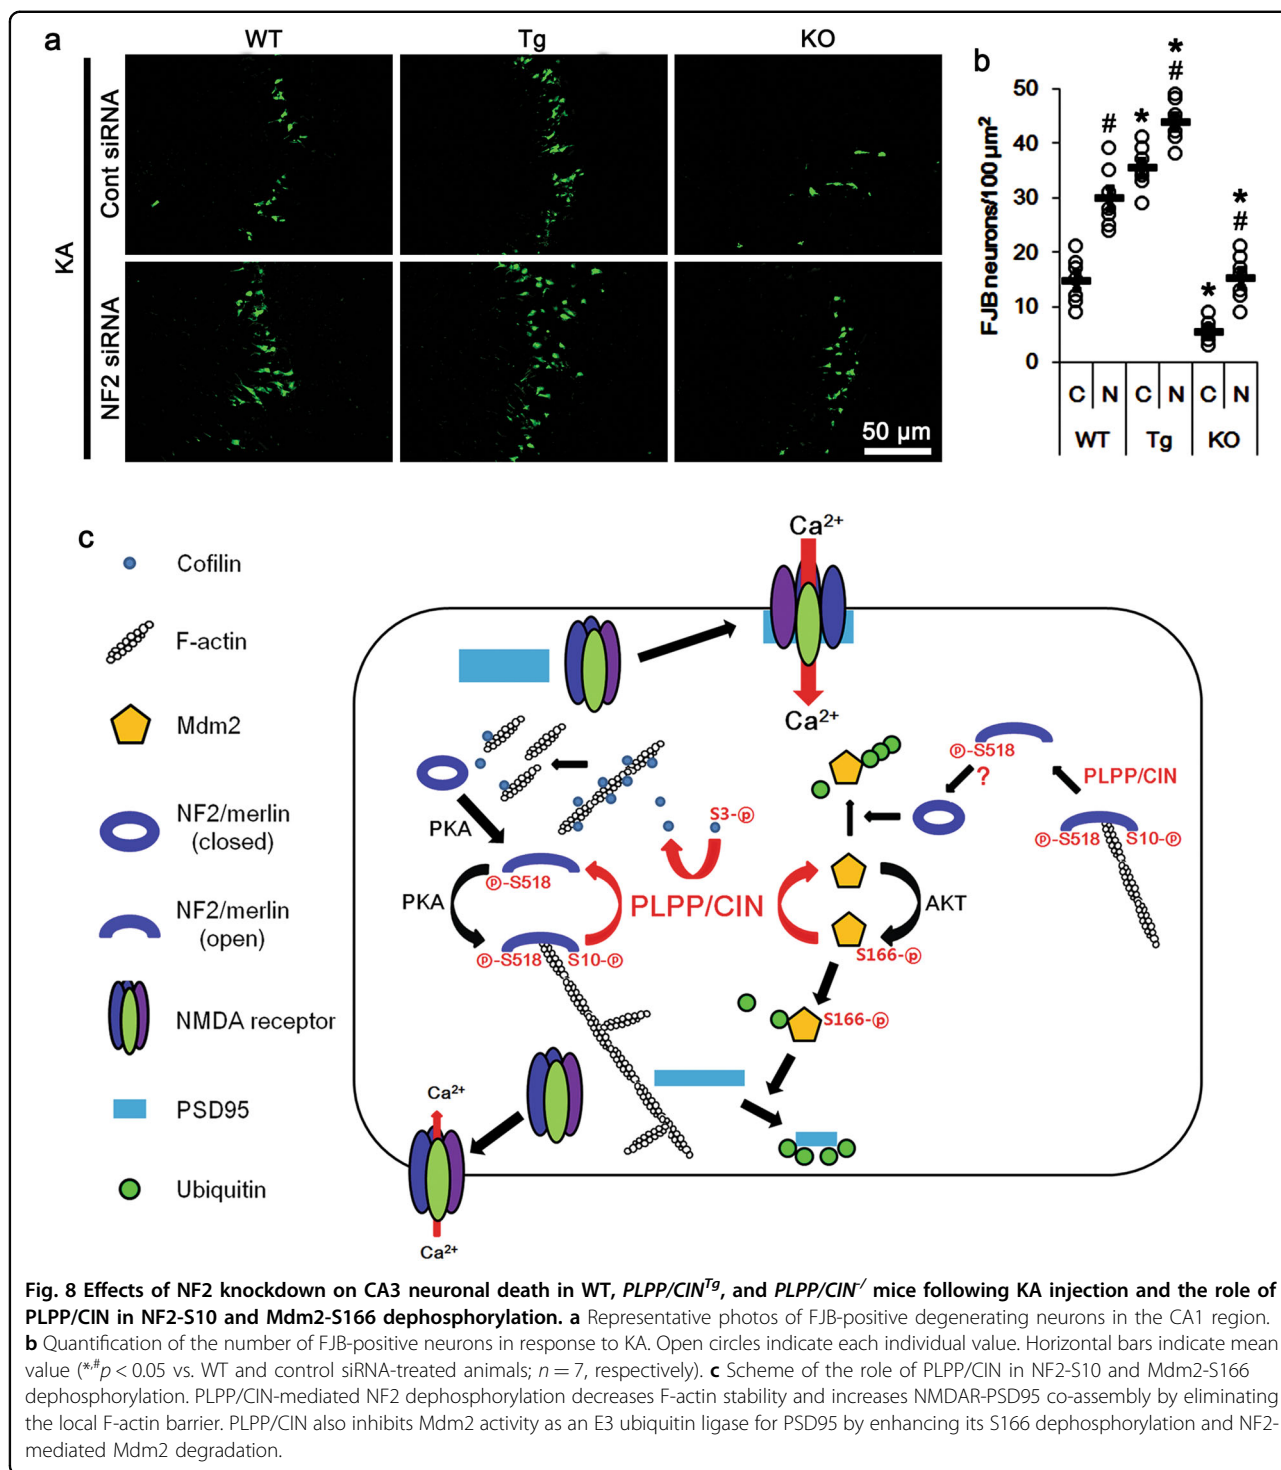 a
WT
Tg
KO
KA
Cont siRNA
NF2 siRNA
50 µm
b
FJB neurons/100 µm²
50
40
30
20
10
0
#
*
*
#
*
*
#
C N C N C N
WT Tg KO
c
Cofilin
F-actin
Mdm2
NF2/merlin
(closed)
NF2/merlin
(open)
NMDA receptor
PSD95
Ubiquitin
Ca²⁺
Ca²⁺
PKA
S3-ⓟ
ⓟ-S518
?
PLPP/CIN
ⓟ-S518
S10-ⓟ
ⓟ-S518
PKA
PLPP/CIN
AKT
ⓟ-S518
S10-ⓟ
S166-ⓟ
S166-ⓟ
Ca²⁺
Ca²⁺
Fig. 8 Effects of NF2 knockdown on CA3 neuronal death in WT, PLPP/CINᵀᵍ, and PLPP/CIN⁻/ mice following KA injection and the role of
PLPP/CIN in NF2-S10 and Mdm2-S166 dephosphorylation. a Representative photos of FJB-positive degenerating neurons in the CA1 region.
b Quantification of the number of FJB-positive neurons in response to KA. Open circles indicate each individual value. Horizontal bars indicate mean
value (*,#p < 0.05 vs. WT and control siRNA-treated animals; n = 7, respectively). c Scheme of the role of PLPP/CIN in NF2-S10 and Mdm2-S166
dephosphorylation. PLPP/CIN-mediated NF2 dephosphorylation decreases F-actin stability and increases NMDAR-PSD95 co-assembly by eliminating
the local F-actin barrier. PLPP/CIN also inhibits Mdm2 activity as an E3 ubiquitin ligase for PSD95 by enhancing its S166 dephosphorylation and NF2-
mediated Mdm2 degradation.